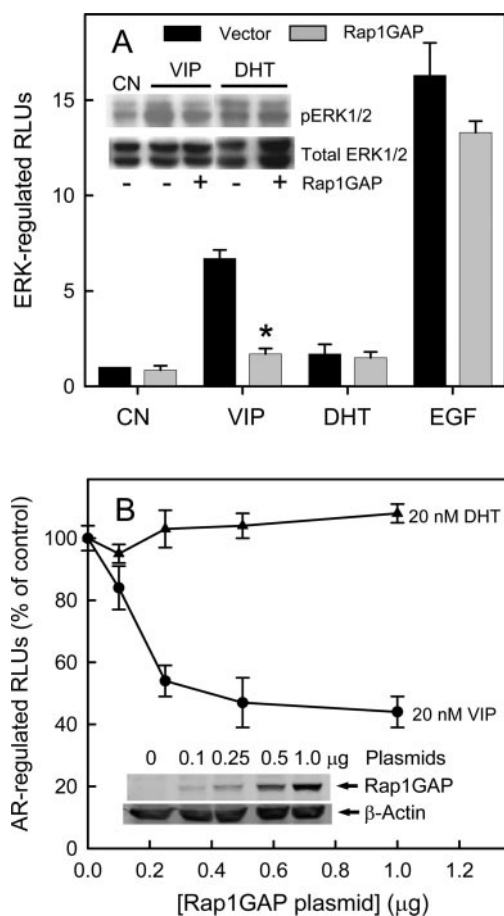 A
Vector
Rap1GAP
CN
VIP
DHT
pERK1/2
Total ERK1/2
- - + - + Rap1GAP
*
ERK-regulated RLUs
15
10
5
0
CN VIP DHT EGF
B
20 nM DHT
20 nM VIP
0 0.1 0.25 0.5 1.0 μg Plasmids
Rap1GAP
β-Actin
AR-regulated RLUs (% of control)
100
80
60
40
20
0
0.0 0.2 0.4 0.6 0.8 1.0 1.2
[Rap1GAP plasmid] (μg)